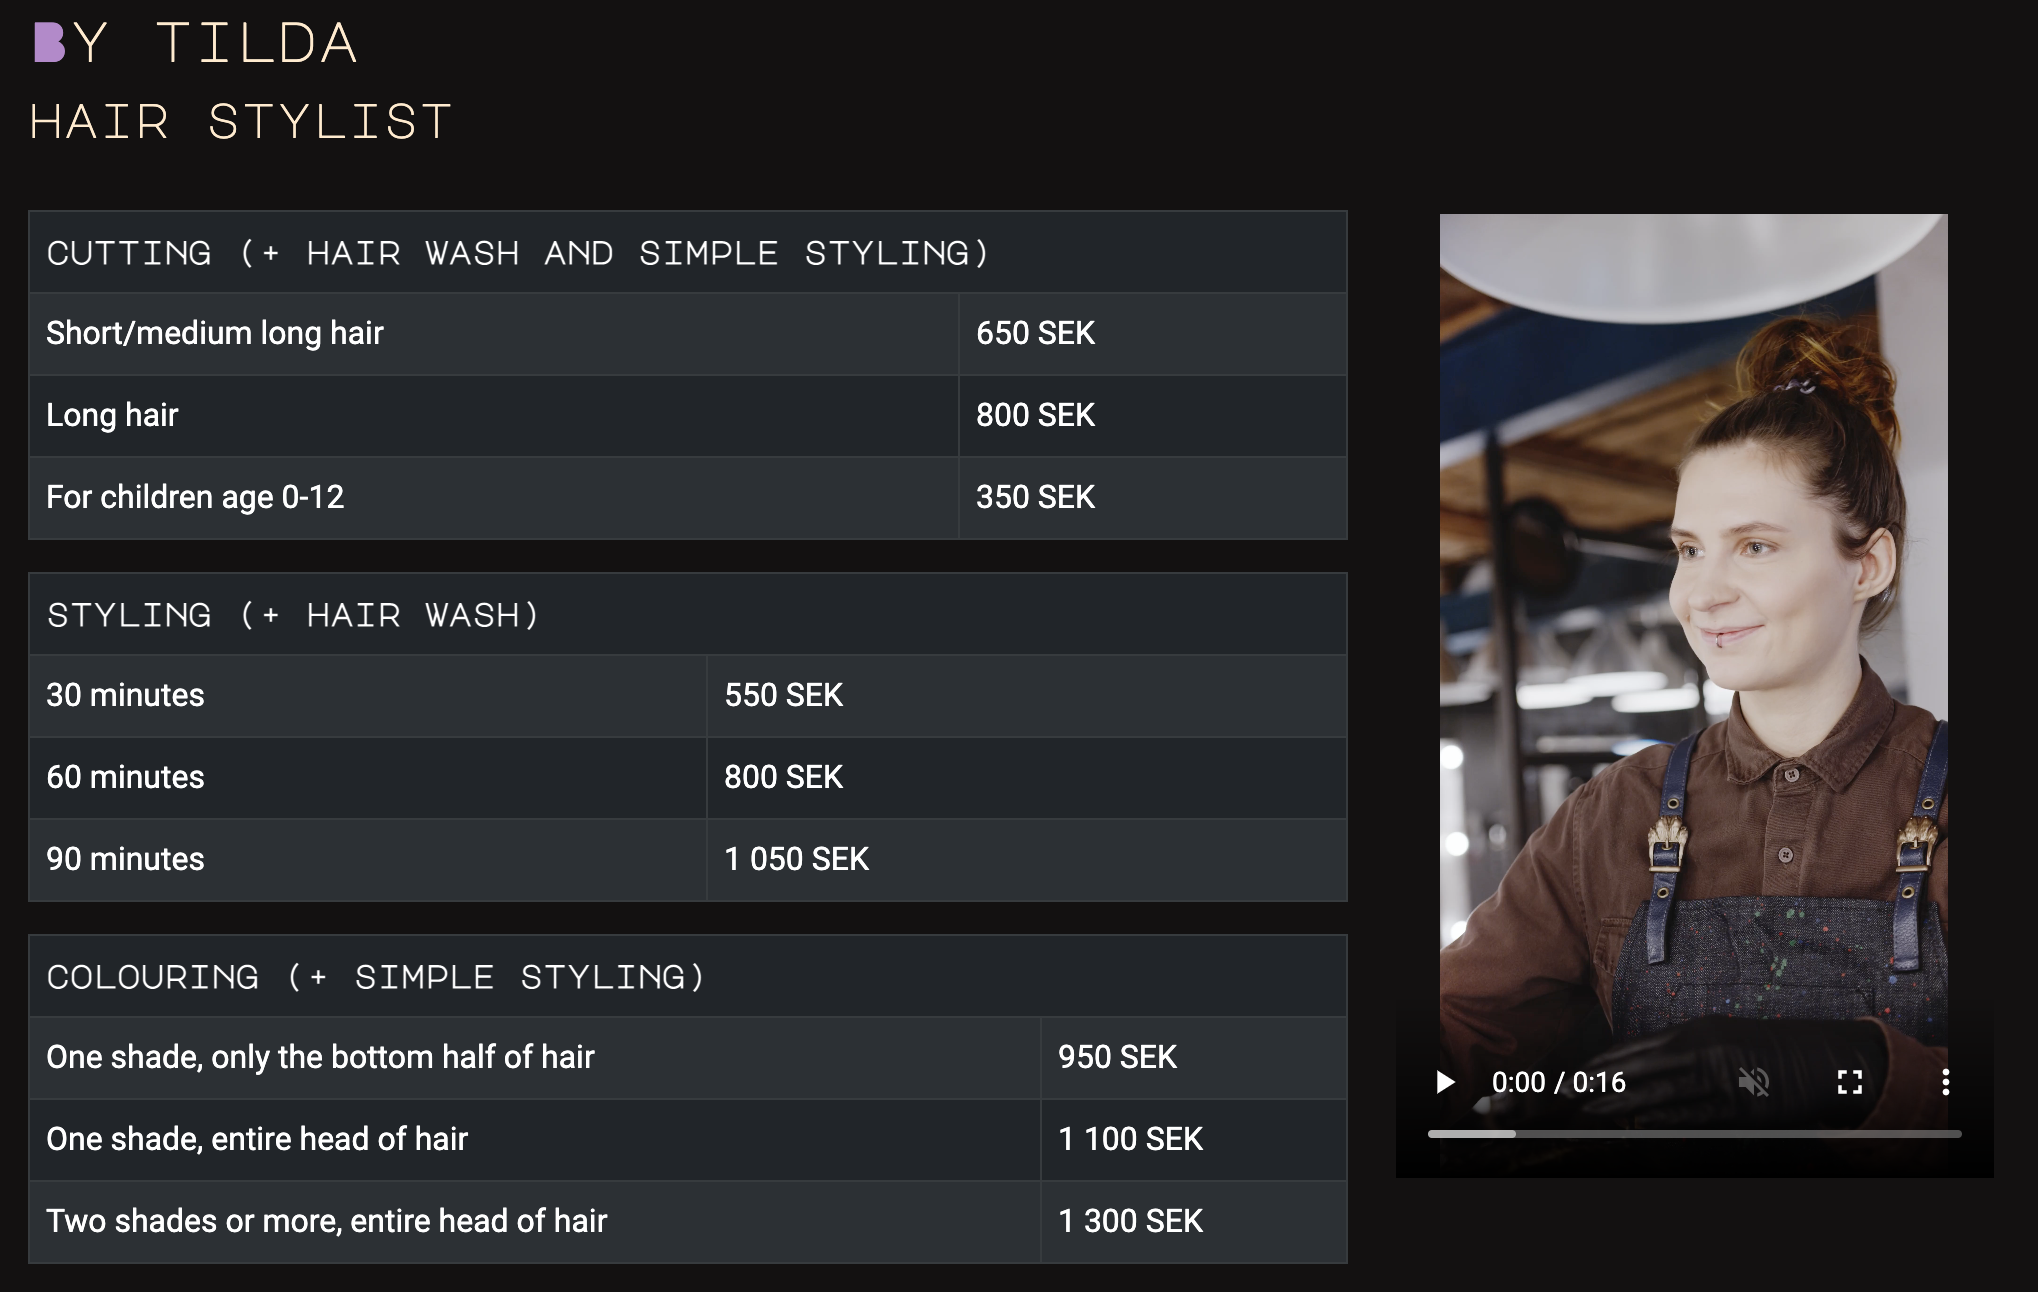 BY TILDA
HAIR STYLIST
CUTTING (+ HAIR WASH AND SIMPLE STYLING)
Short/medium long hair 650 SEK
Long hair 800 SEK
For children age 0-12 350 SEK
STYLING (+ HAIR WASH)
30 minutes 550 SEK
60 minutes 800 SEK
90 minutes 1 050 SEK
COLOURING (+ SIMPLE STYLING)
One shade, only the bottom half of hair 950 SEK
One shade, entire head of hair 1 100 SEK
Two shades or more, entire head of hair 1 300 SEK
0:00 / 0:16